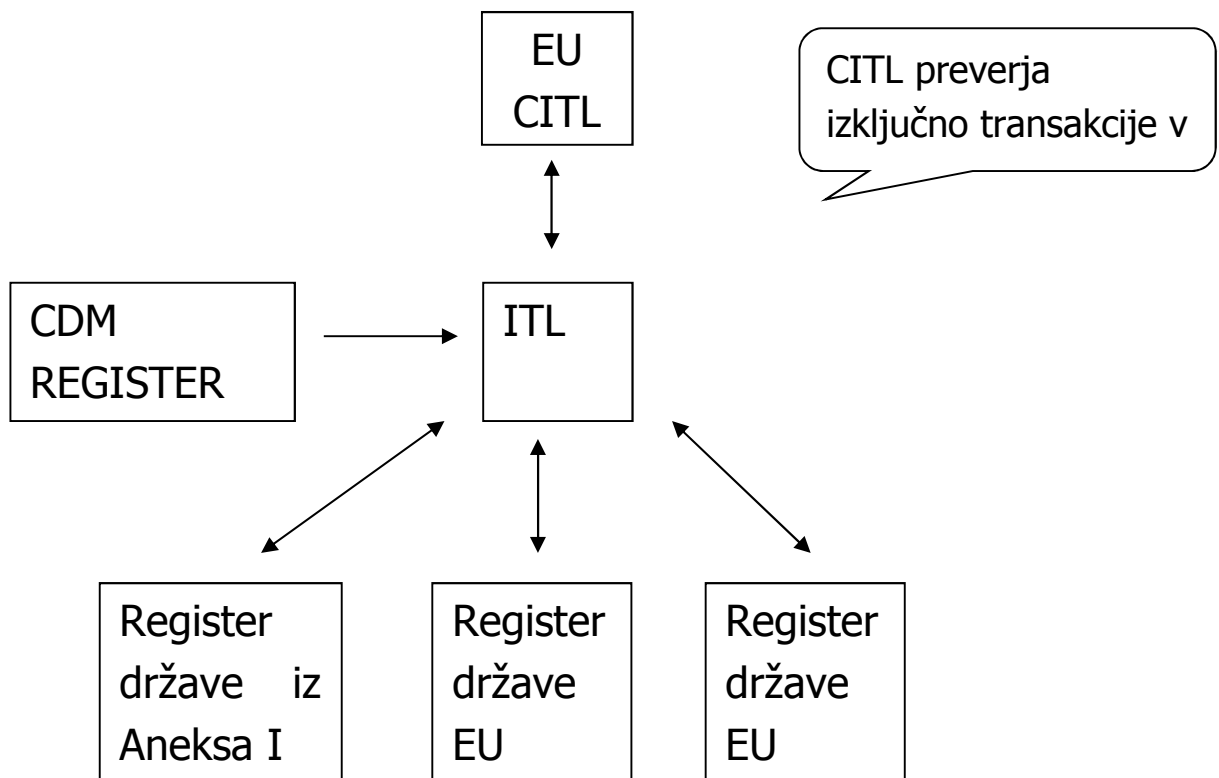 EU
CITL
CITL preverja
izključno transakcije v
CDM
REGISTER
ITL
Register
države iz
Aneksa I
Register
države
EU
Register
države
EU